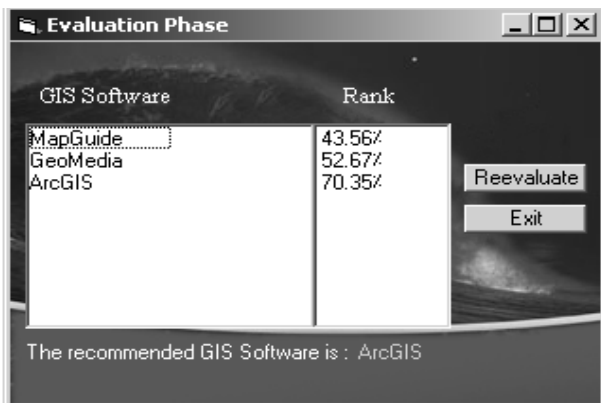 Evaluation Phase
GIS Software Rank
MapGuide 43.56%
GeoMedia 52.67%
ArcGIS 70.35%
Reevaluate
Exit
The recommended GIS Software is : ArcGIS